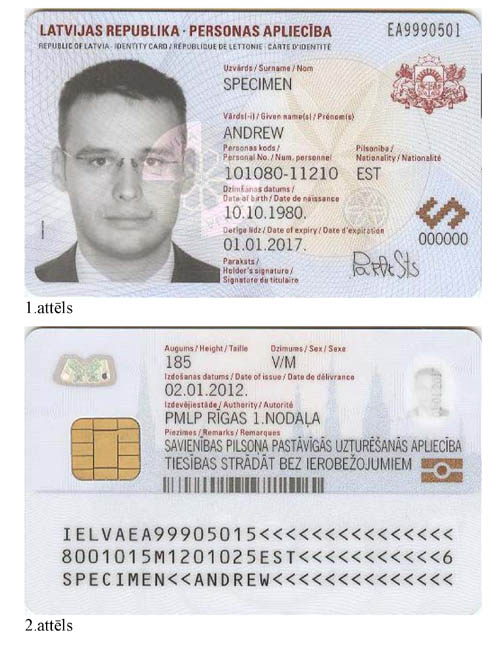 LATVIJAS REPUBLIKA · PERSONAS APLIECĪBA EA9990501
REPUBLIC OF LATVIA · IDENTITY CARD / RÉPUBLIQUE DE LETTONIE · CARTE D'IDENTITÉ
Uzvārds / Surname / Nom
SPECIMEN
Vārds(-i) / Given name(s) / Prénom(s)
ANDREW
Personas kods / Pilsonība /
Personal No. / Num. personnel Nationality / Nationalité
101080-11210 EST
Dzimšanas datums /
Date of birth / Date de naissance
10.10.1980.
Derīga līdz / Date of expiry / Date d'expiration
01.01.2017. 000000
Paraksts /
Holder's signature /
Signature de titulaire
1.attēls
Augums / Height / Taille Dzimums / Sex / Sexe
185 V/M
Izdošanas datums / Date of issue / Date de délivrance
02.01.2012.
Izdevējiestāde / Authority / Autorité
PMLP RĪGAS 1.NODAĻA
Piezīmes / Remarks / Remarques
SAVIENĪBAS PILSOŅA PASTĀVĪGĀS UZTURĒŠANĀS APLIECĪBA
TIESĪBAS STRĀDĀT BEZ IEROBEŽOJUMIEM
IELVAEA99905015<<<<<<<<<<<<<<<
8001015M1201025EST<<<<<<<<<<<6
SPECIMEN<<ANDREW<<<<<<<<<<<<<<
2.attēls